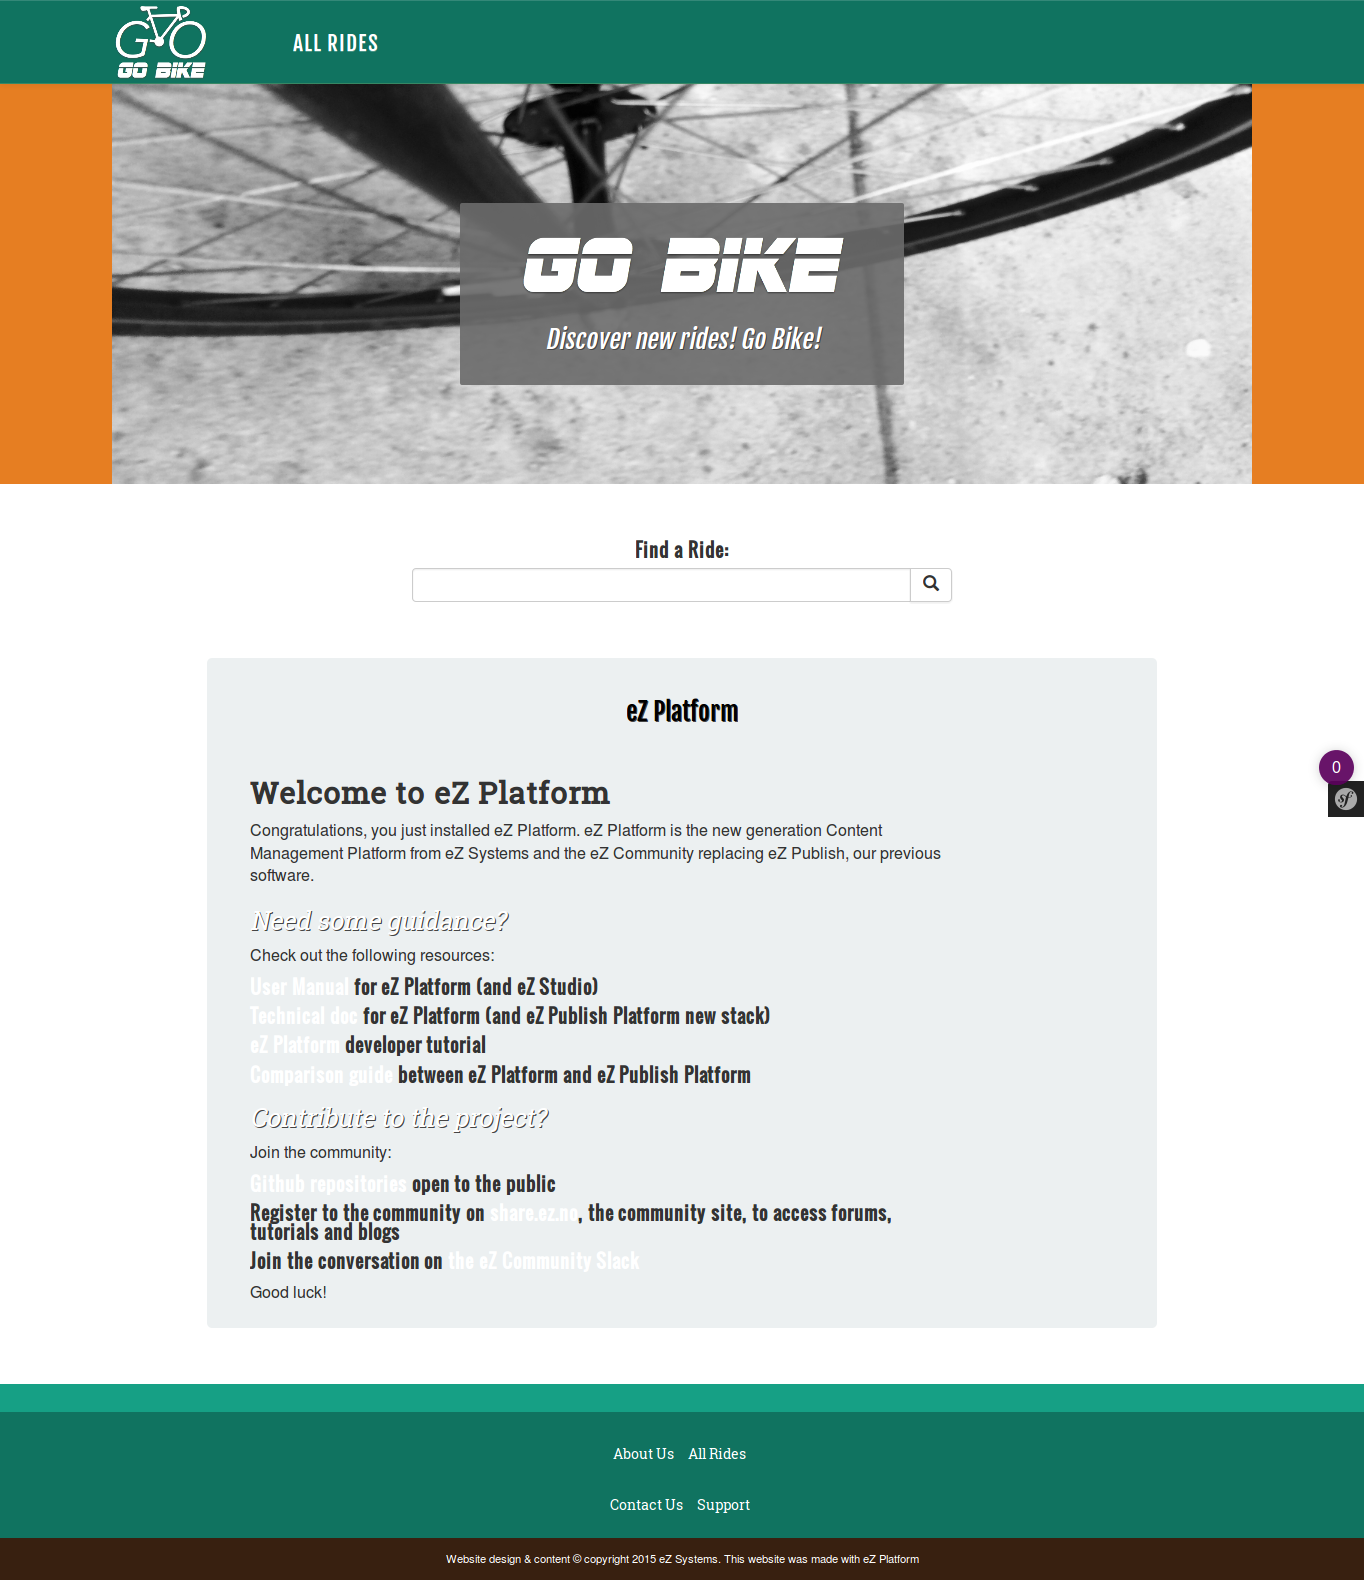 GO
GO BIKE
ALL RIDES
GO BIKE
Discover new rides! Go Bike!
Find a Ride:
eZ Platform
0
sf
Welcome to eZ Platform
Congratulations, you just installed eZ Platform. eZ Platform is the new generation Content
Management Platform from eZ Systems and the eZ Community replacing eZ Publish, our previous
software.
Need some guidance?
Check out the following resources:
User Manual for eZ Platform (and eZ Studio)
Technical doc for eZ Platform (and eZ Publish Platform new stack)
eZ Platform developer tutorial
Comparison guide between eZ Platform and eZ Publish Platform
Contribute to the project?
Join the community:
Github repositories open to the public
Register to the community on share.ez.no, the community site, to access forums,
tutorials and blogs
Join the conversation on the eZ Community Slack
Good luck!
About Us All Rides
Contact Us Support
Website design & content © copyright 2015 eZ Systems. This website was made with eZ Platform